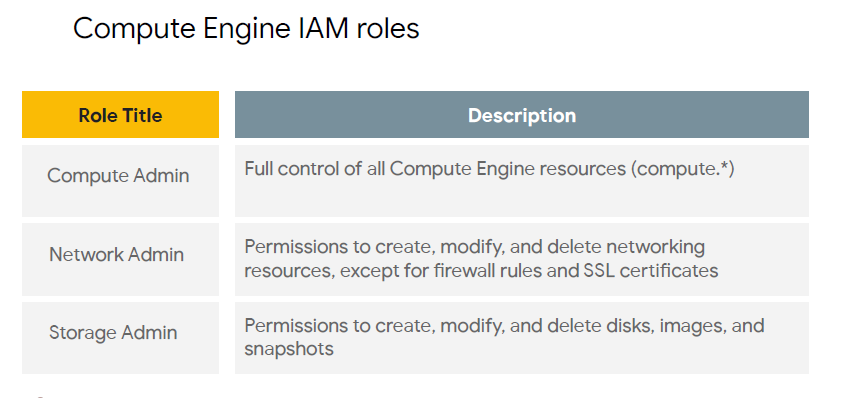 Compute Engine IAM roles
Role Title
Description
Compute Admin
Full control of all Compute Engine resources (compute.*)
Network Admin
Permissions to create, modify, and delete networking
resources, except for firewall rules and SSL certificates
Storage Admin
Permissions to create, modify, and delete disks, images, and
snapshots